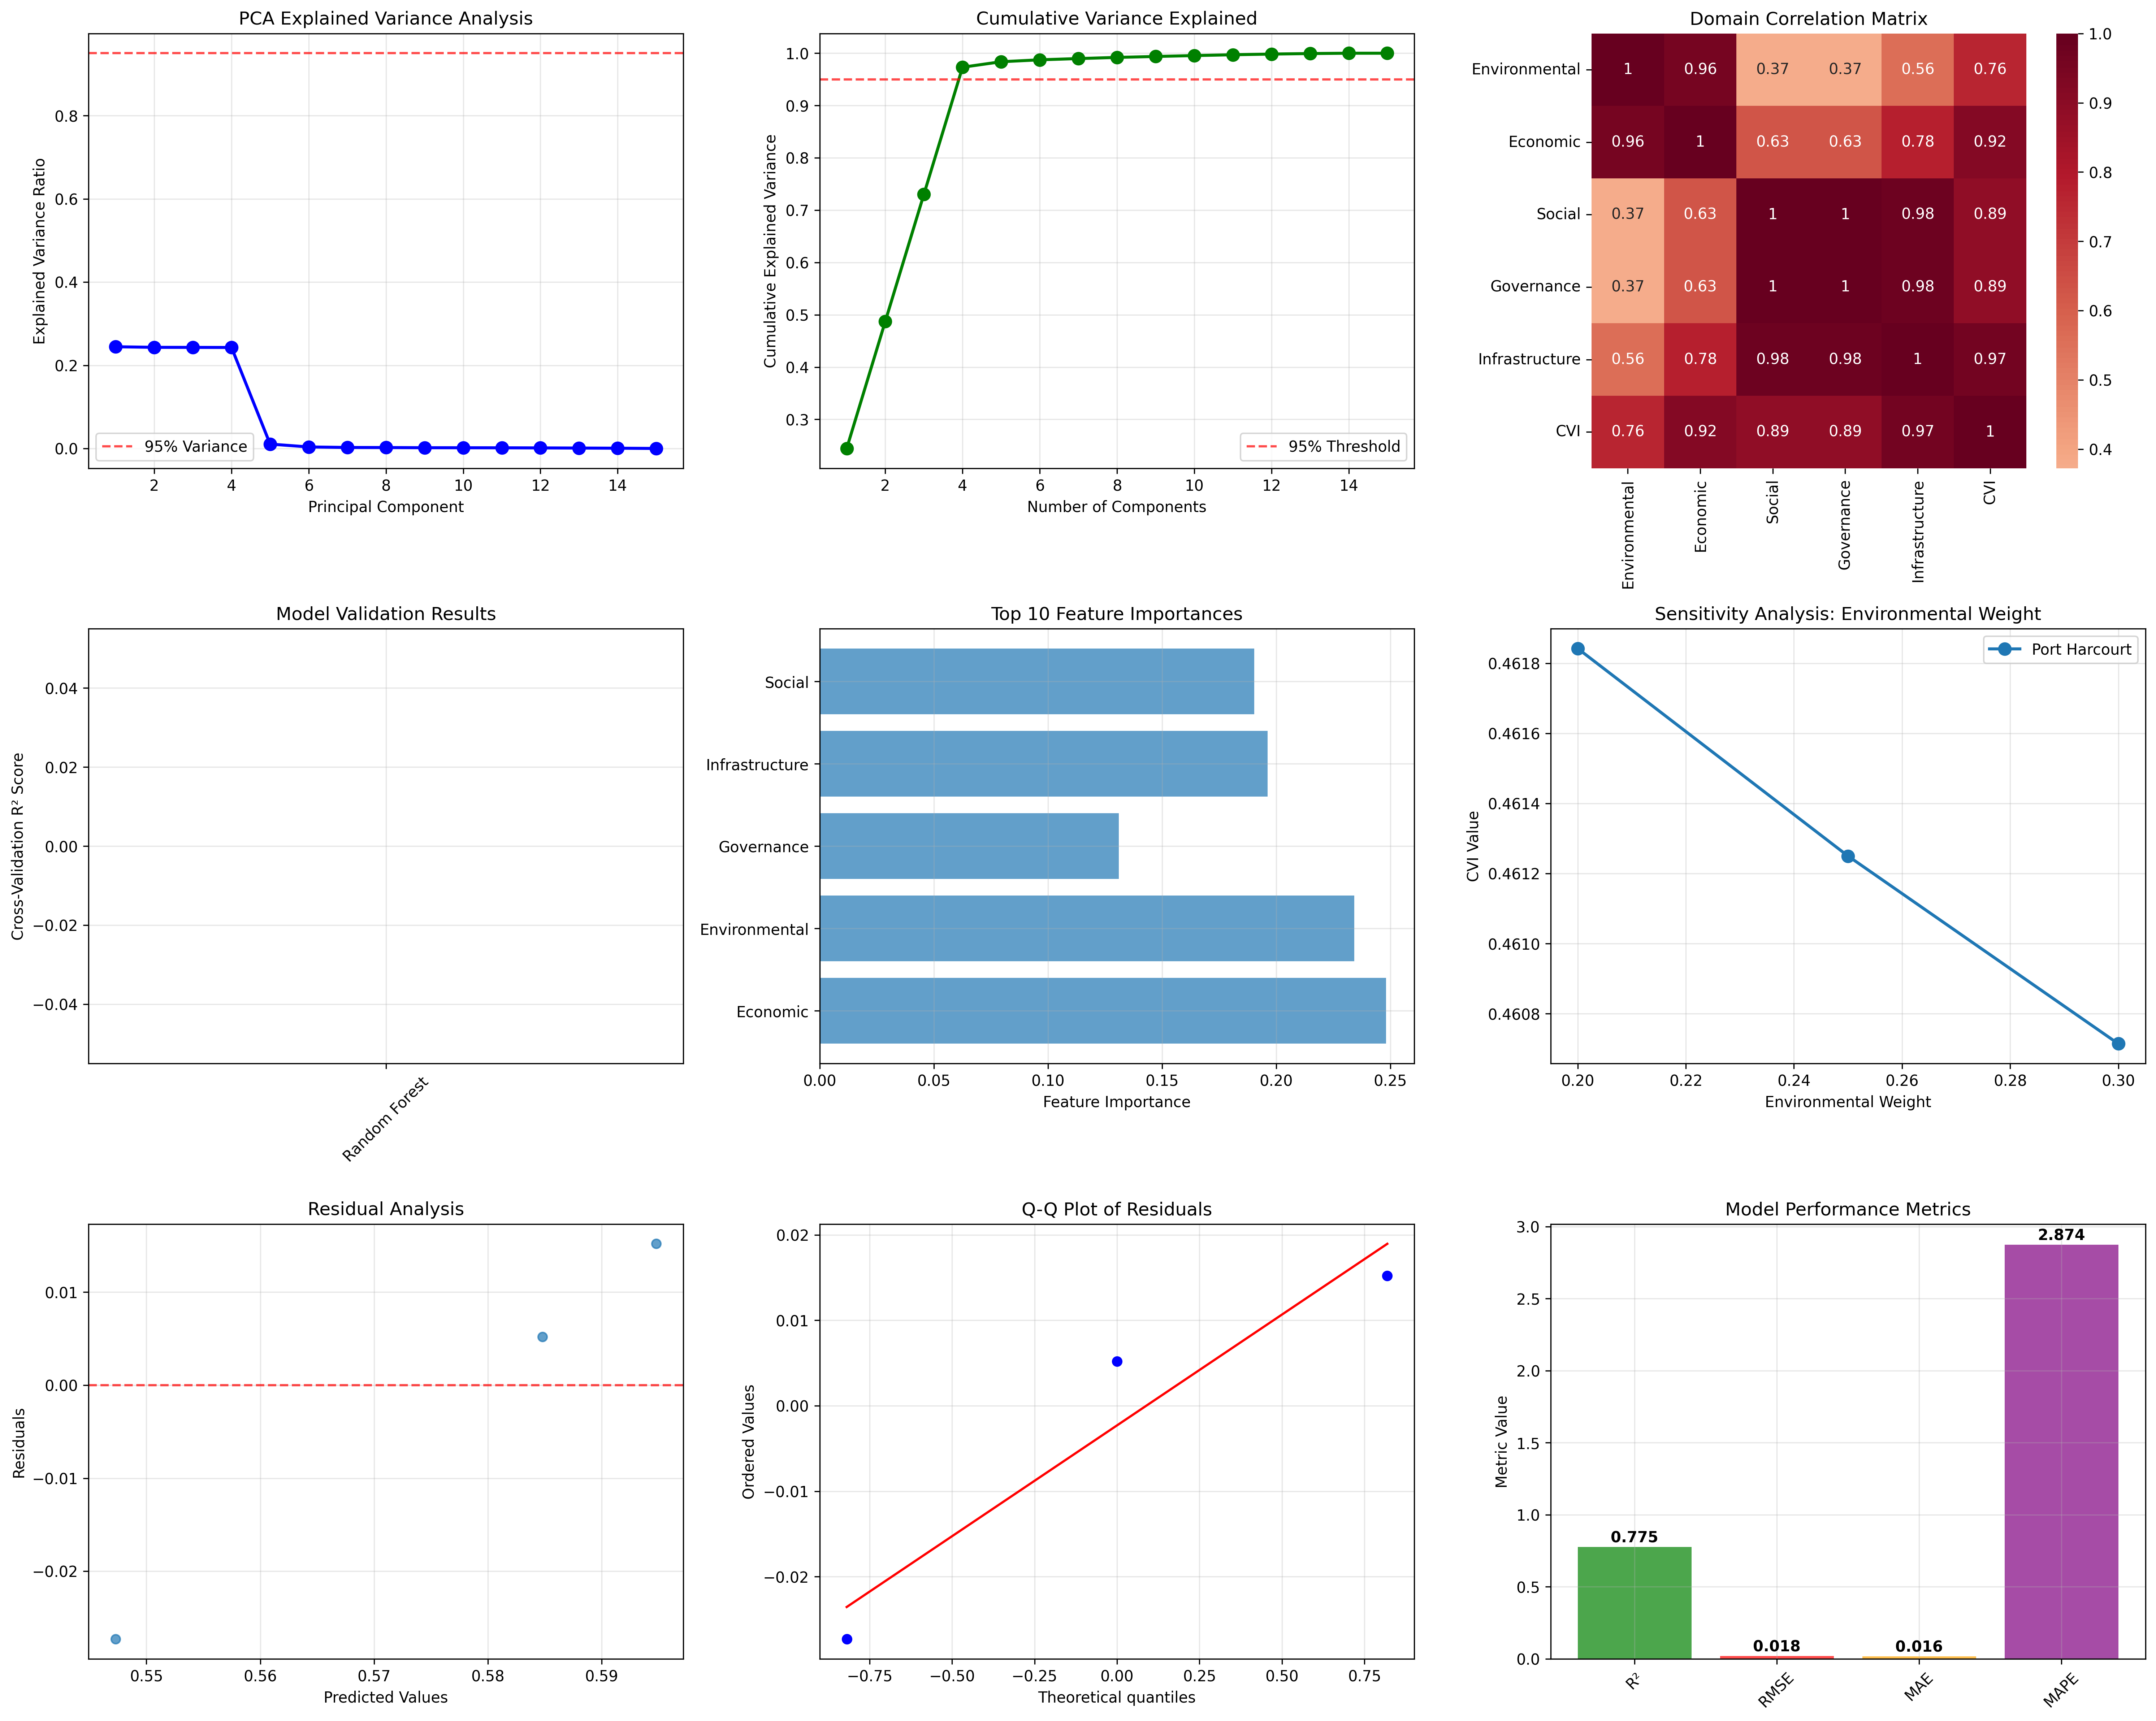 PCA Explained Variance Analysis
Explained Variance Ratio
0.8
0.6
0.4
0.2
0.0
95% Variance
2 4 6 8 10 12 14
Principal Component
Cumulative Variance Explained
Cumulative Explained Variance
1.0
0.9
0.8
0.7
0.6
0.5
0.4
0.3
95% Threshold
2 4 6 8 10 12 14
Number of Components
Domain Correlation Matrix
Environmental 1 0.96 0.37 0.37 0.56 0.76
Economic 0.96 1 0.63 0.63 0.78 0.92
Social 0.37 0.63 1 1 0.98 0.89
Governance 0.37 0.63 1 1 0.98 0.89
Infrastructure 0.56 0.78 0.98 0.98 1 0.97
CVI 0.76 0.92 0.89 0.89 0.97 1
Environmental Economic Social Governance Infrastructure CVI
1.0
0.9
0.8
0.7
0.6
0.5
0.4
Model Validation Results
Cross-Validation R² Score
0.04
0.02
0.00
−0.02
−0.04
Random Forest
Top 10 Feature Importances
Social
Infrastructure
Governance
Environmental
Economic
0.00 0.05 0.10 0.15 0.20 0.25
Feature Importance
Sensitivity Analysis: Environmental Weight
Port Harcourt
CVI Value
0.4618
0.4616
0.4614
0.4612
0.4610
0.4608
0.20 0.22 0.24 0.26 0.28 0.30
Environmental Weight
Residual Analysis
Residuals
0.01
0.00
−0.01
−0.02
0.55 0.56 0.57 0.58 0.59
Predicted Values
Q-Q Plot of Residuals
Ordered Values
0.02
0.01
0.00
−0.01
−0.02
−0.75 −0.50 −0.25 0.00 0.25 0.50 0.75
Theoretical quantiles
Model Performance Metrics
Metric Value
3.0
2.5
2.0
1.5
1.0
0.5
0.0
0.775
0.018
0.016
2.874
R² RMSE MAE MAPE